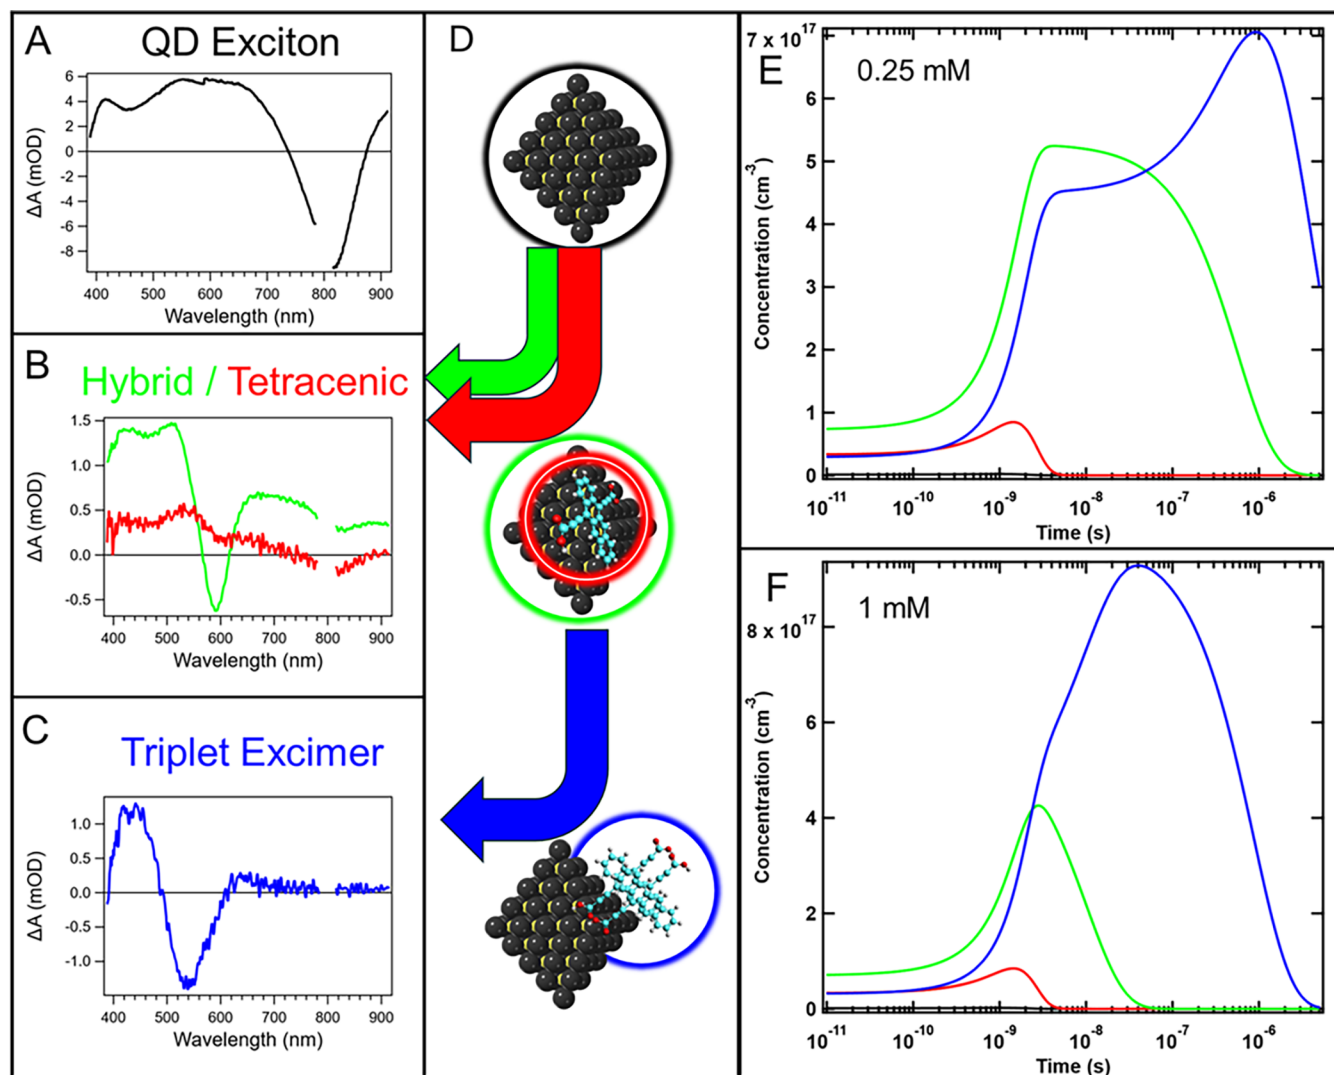 A
QD Exciton
6
4
2
0
-2
-4
-6
-8
ΔA (mOD)
400 500 600 700 800 900
Wavelength (nm)
B
Hybrid / Tetracenic
1.5
1.0
0.5
0.0
-0.5
ΔA (mOD)
400 500 600 700 800 900
Wavelength (nm)
C
Triplet Excimer
1.0
0.5
0.0
-0.5
-1.0
ΔA (mOD)
400 500 600 700 800 900
Wavelength (nm)
D
E
0.25 mM
7 x 10¹⁷
6
5
4
3
2
1
0
Concentration (cm⁻³)
10⁻¹¹ 10⁻¹⁰ 10⁻⁹ 10⁻⁸ 10⁻⁷ 10⁻⁶
Time (s)
F
1 mM
8 x 10¹⁷
6
4
2
0
Concentration (cm⁻³)
10⁻¹¹ 10⁻¹⁰ 10⁻⁹ 10⁻⁸ 10⁻⁷ 10⁻⁶
Time (s)